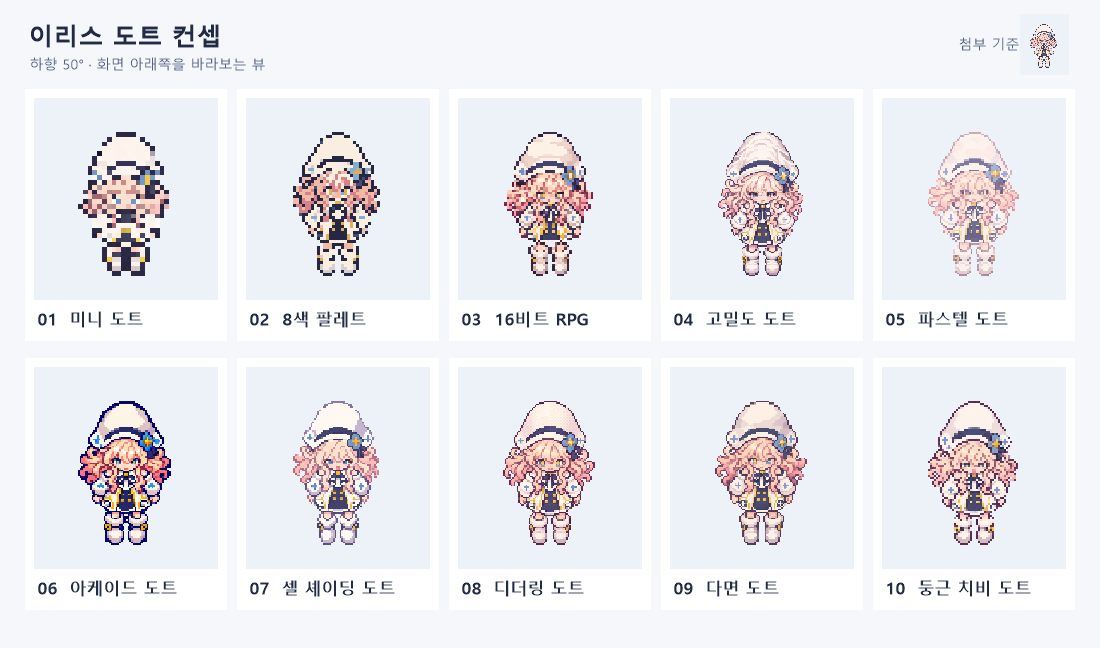 이리스 도트 컨셉
하향 50° · 화면 아래쪽을 바라보는 뷰
첨부 기준
01 미니 도트
02 8색 팔레트
03 16비트 RPG
04 고밀도 도트
05 파스텔 도트
06 아케이드 도트
07 셀 셰이딩 도트
08 디더링 도트
09 다면 도트
10 둥근 치비 도트